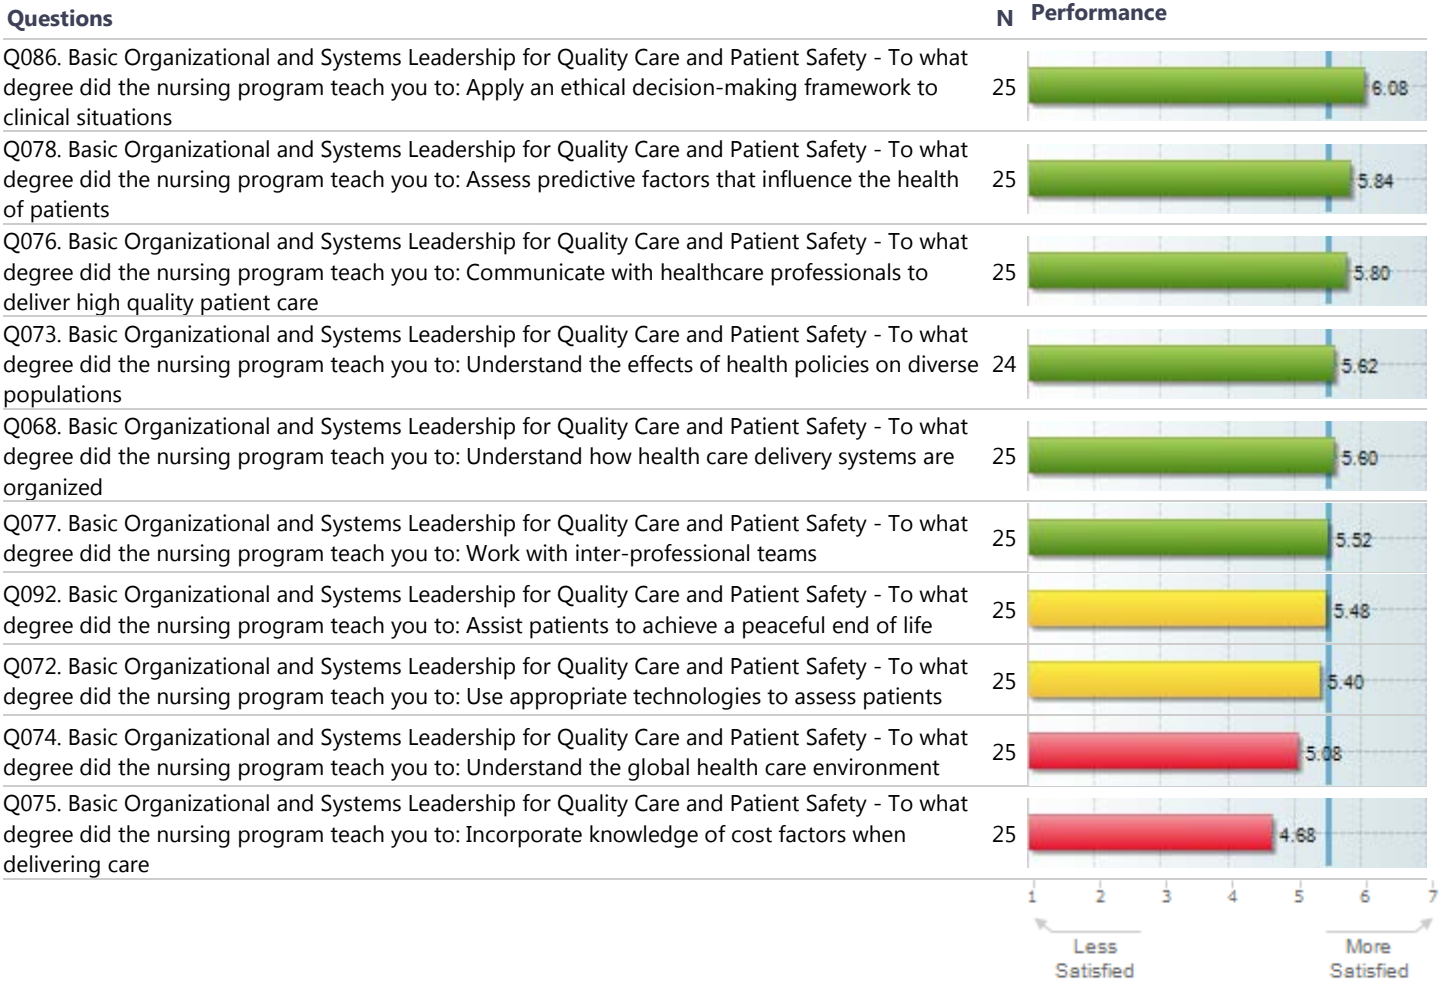 Questions N Performance
Q086. Basic Organizational and Systems Leadership for Quality Care and Patient Safety - To what
degree did the nursing program teach you to: Apply an ethical decision-making framework to
clinical situations
25
6.08
Q078. Basic Organizational and Systems Leadership for Quality Care and Patient Safety - To what
degree did the nursing program teach you to: Assess predictive factors that influence the health
of patients
25
5.84
Q076. Basic Organizational and Systems Leadership for Quality Care and Patient Safety - To what
degree did the nursing program teach you to: Communicate with healthcare professionals to
deliver high quality patient care
25
5.80
Q073. Basic Organizational and Systems Leadership for Quality Care and Patient Safety - To what
degree did the nursing program teach you to: Understand the effects of health policies on diverse
populations
24
5.62
Q068. Basic Organizational and Systems Leadership for Quality Care and Patient Safety - To what
degree did the nursing program teach you to: Understand how health care delivery systems are
organized
25
5.60
Q077. Basic Organizational and Systems Leadership for Quality Care and Patient Safety - To what
degree did the nursing program teach you to: Work with inter-professional teams
25
5.52
Q092. Basic Organizational and Systems Leadership for Quality Care and Patient Safety - To what
degree did the nursing program teach you to: Assist patients to achieve a peaceful end of life
25
5.48
Q072. Basic Organizational and Systems Leadership for Quality Care and Patient Safety - To what
degree did the nursing program teach you to: Use appropriate technologies to assess patients
25
5.40
Q074. Basic Organizational and Systems Leadership for Quality Care and Patient Safety - To what
degree did the nursing program teach you to: Understand the global health care environment
25
5.08
Q075. Basic Organizational and Systems Leadership for Quality Care and Patient Safety - To what
degree did the nursing program teach you to: Incorporate knowledge of cost factors when
delivering care
25
4.68
1 2 3 4 5 6 7
Less
Satisfied
More
Satisfied